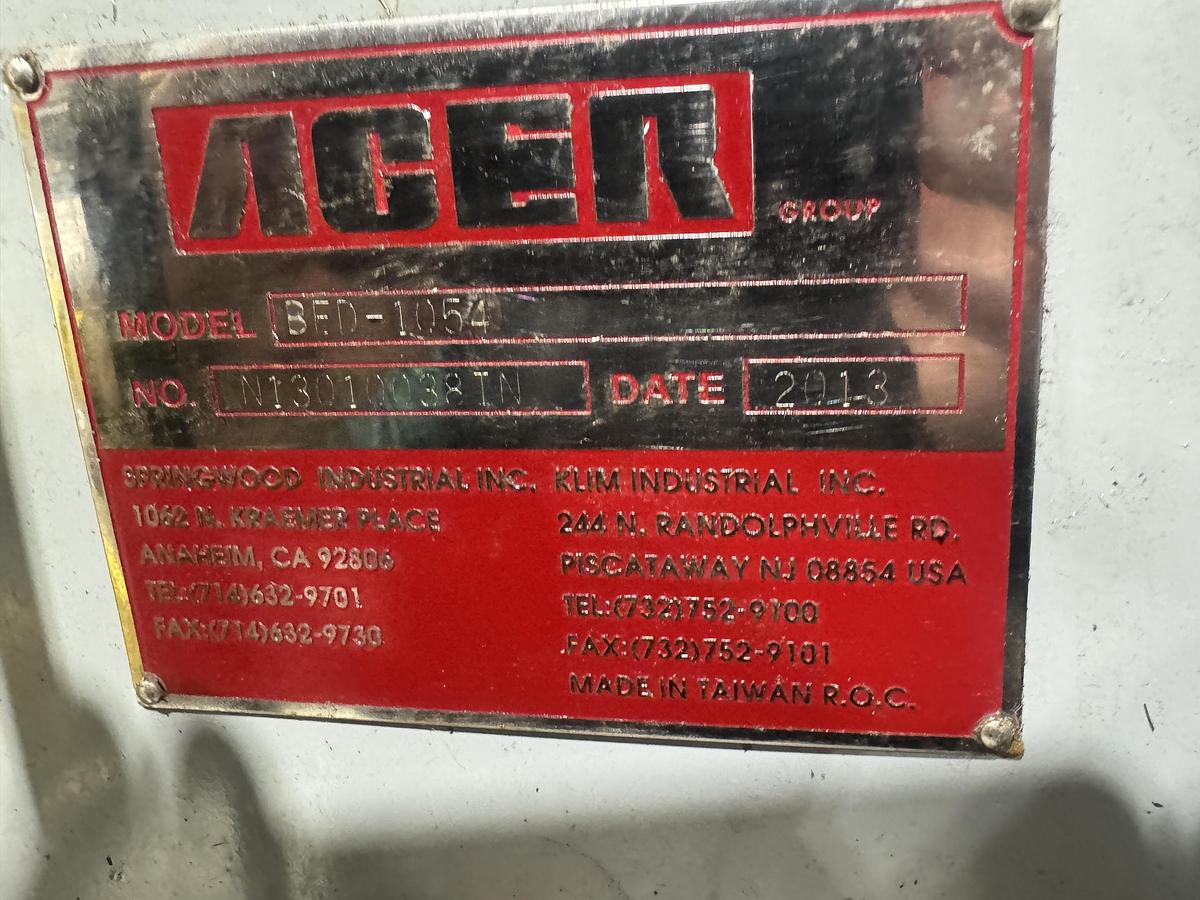 ACER GROUP
MODEL BED-1054
NO. N13010038TN DATE 2013
SPRINGWOOD INDUSTRIAL INC.
1062 N. KRAEMER PLACE
ANAHEIM, CA 92806
TEL:(714)632-9701
FAX:(714)632-9730
KLIM INDUSTRIAL INC.
244 N. RANDOLPHVILLE RD.
PISCATAWAY NJ 08854 USA
TEL:(732)752-9100
FAX:(732)752-9101
MADE IN TAIWAN R.O.C.